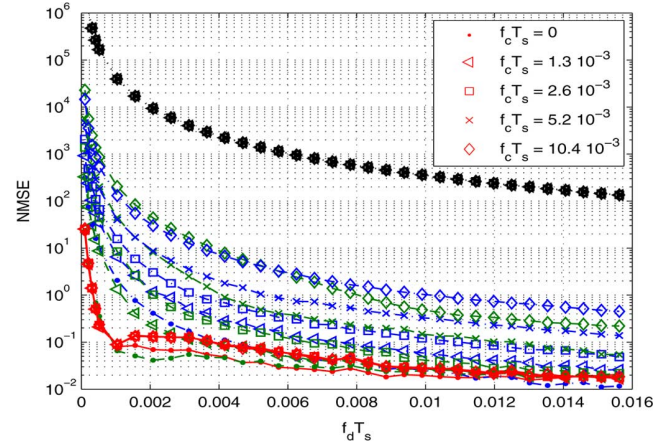 10^6
10^5
10^4
10^3
10^2
10^1
10^0
10^-1
10^-2
NMSE
f_cT_s = 0
f_cT_s = 1.3 10^-3
f_cT_s = 2.6 10^-3
f_cT_s = 5.2 10^-3
f_cT_s = 10.4 10^-3
0 0.002 0.004 0.006 0.008 0.01 0.012 0.014 0.016
f_dT_s